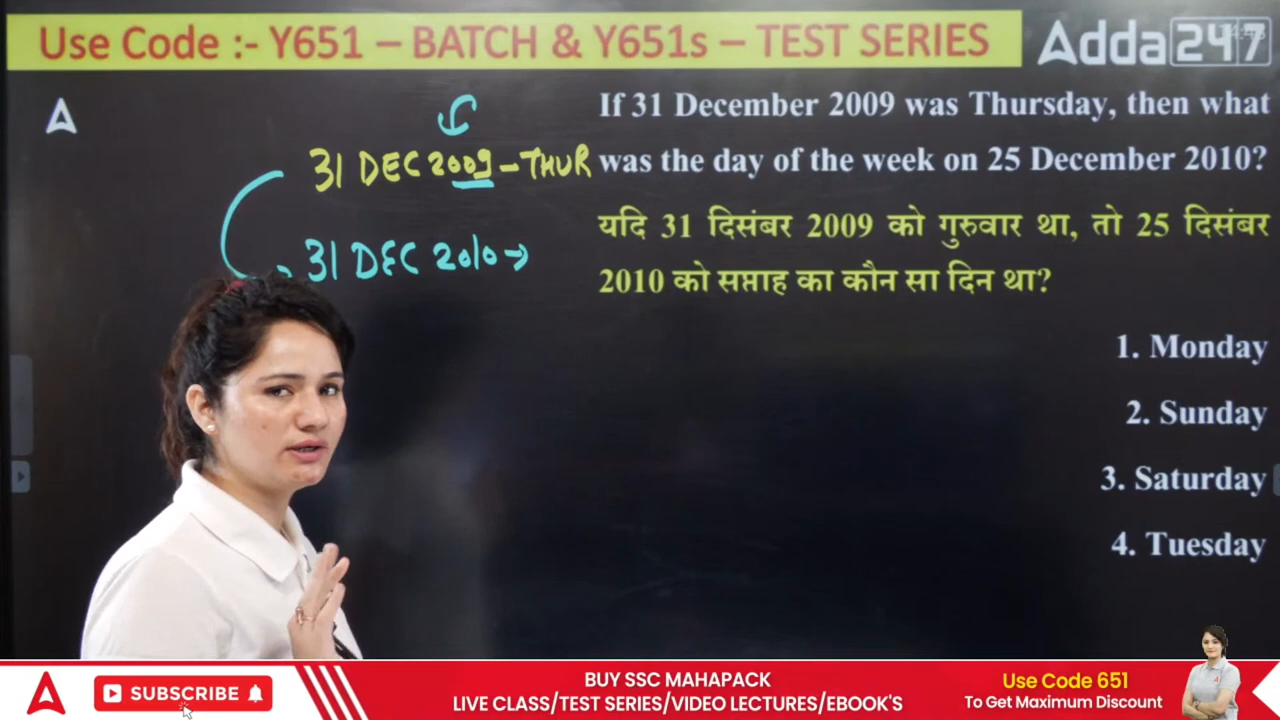 Use Code :- Y651 – BATCH & Y651s – TEST SERIES
Adda 247
31 DEC 2009 – THUR
31 DEC 2010 →
If 31 December 2009 was Thursday, then what
was the day of the week on 25 December 2010?
यदि 31 दिसंबर 2009 को गुरुवार था, तो 25 दिसंबर
2010 को सप्ताह का कौन सा दिन था?
1. Monday
2. Sunday
3. Saturday
4. Tuesday
SUBSCRIBE
BUY SSC MAHAPACK
LIVE CLASS/TEST SERIES/VIDEO LECTURES/EBOOK'S
Use Code 651
To Get Maximum Discount